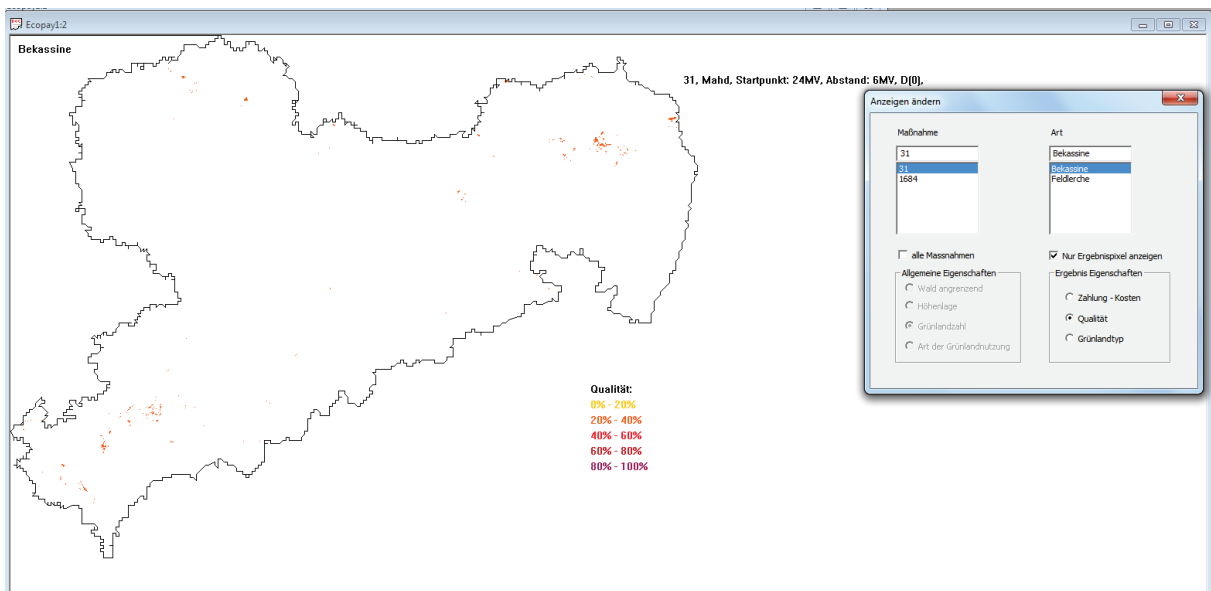 Ecopay1:2
Bekassine
31, Mahd, Startpunkt: 24MV, Abstand: 6MV, D[0],
Anzeigen ändern
Maßnahme
31
31
1684
Art
Bekassine
Bekassine
Feldlerche
alle Massnahmen
Nur Ergebnispixel anzeigen
Allgemeine Eigenschaften
Wald angrenzend
Höhenlage
Grünlandzahl
Art der Grünlandnutzung
Ergebnis Eigenschaften
Zahlung - Kosten
Qualität
Grünlandtyp
Qualität:
0% - 20%
20% - 40%
40% - 60%
60% - 80%
80% - 100%